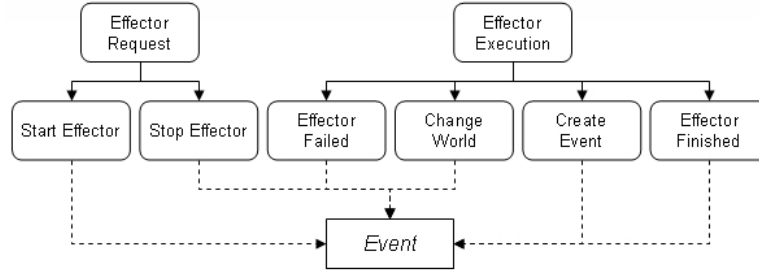 Effector
Request
Effector
Execution
Start Effector
Stop Effector
Effector
Failed
Change
World
Create
Event
Effector
Finished
Event